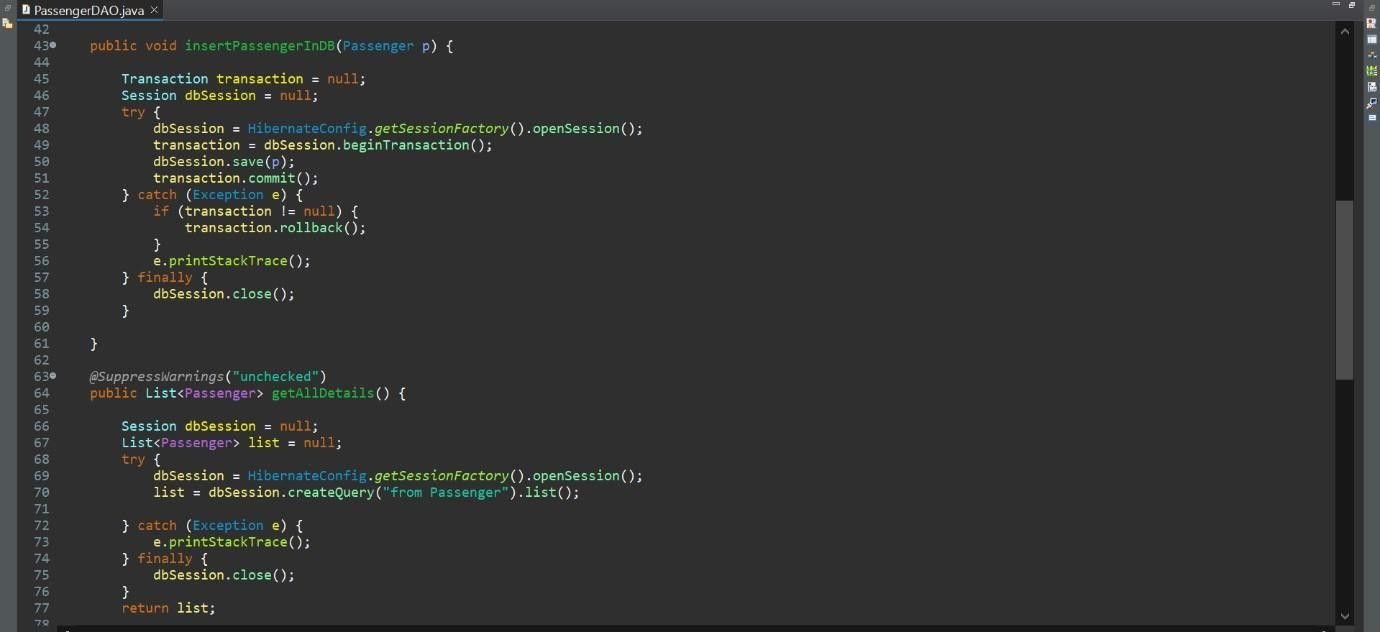 PassengerDAO.java
42
43 public void insertPassengerInDB(Passenger p) {
44
45 Transaction transaction = null;
46 Session dbSession = null;
47 try {
48 dbSession = HibernateConfig.getSessionFactory().openSession();
49 transaction = dbSession.beginTransaction();
50 dbSession.save(p);
51 transaction.commit();
52 } catch (Exception e) {
53 if (transaction != null) {
54 transaction.rollback();
55 }
56 e.printStackTrace();
57 } finally {
58 dbSession.close();
59 }
60
61 }
62
63 @SuppressWarnings("unchecked")
64 public List<Passenger> getAllDetails() {
65
66 Session dbSession = null;
67 List<Passenger> list = null;
68 try {
69 dbSession = HibernateConfig.getSessionFactory().openSession();
70 list = dbSession.createQuery("from Passenger").list();
71
72 } catch (Exception e) {
73 e.printStackTrace();
74 } finally {
75 dbSession.close();
76 }
77 return list;
78